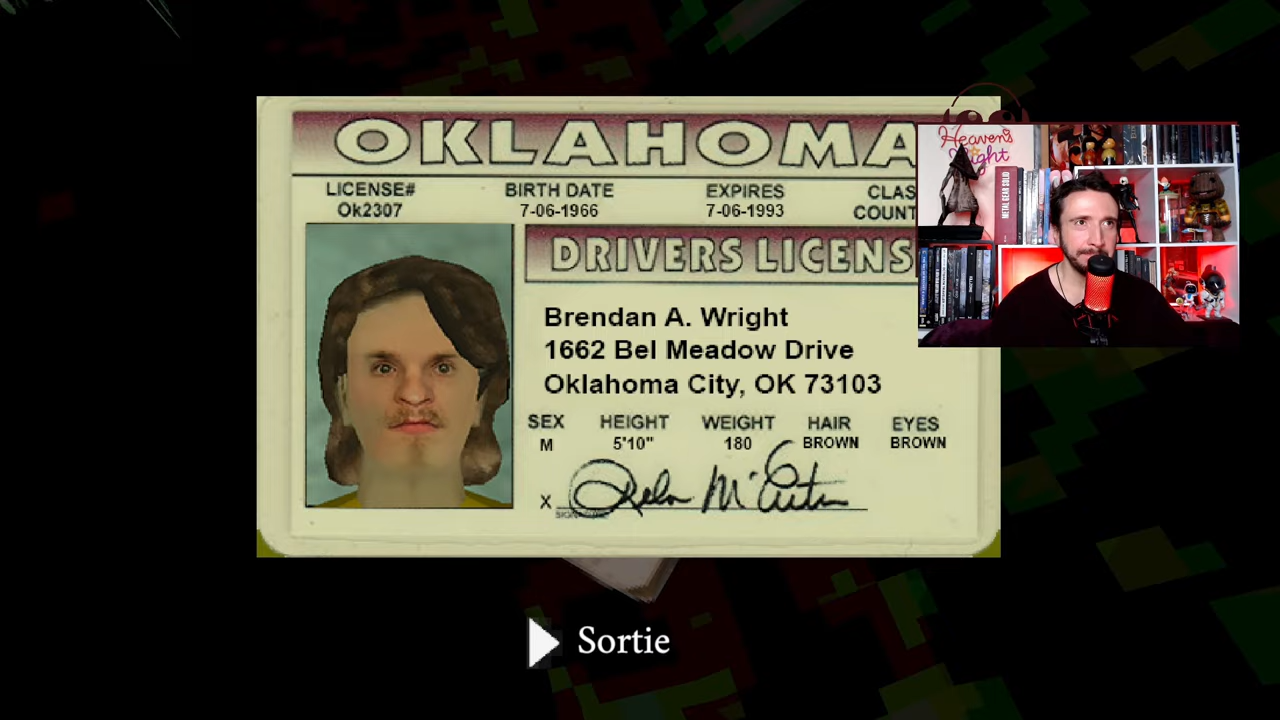 OKLAHOMA
LICENSE# BIRTH DATE EXPIRES CLAS
Ok2307 7-06-1966 7-06-1993 COUNT
DRIVERS LICENS
Brendan A. Wright
1662 Bel Meadow Drive
Oklahoma City, OK 73103
SEX HEIGHT WEIGHT HAIR EYES
M 5'10" 180 BROWN BROWN
X
Sortie
Heaven's
Night
METAL GEAR SOLID